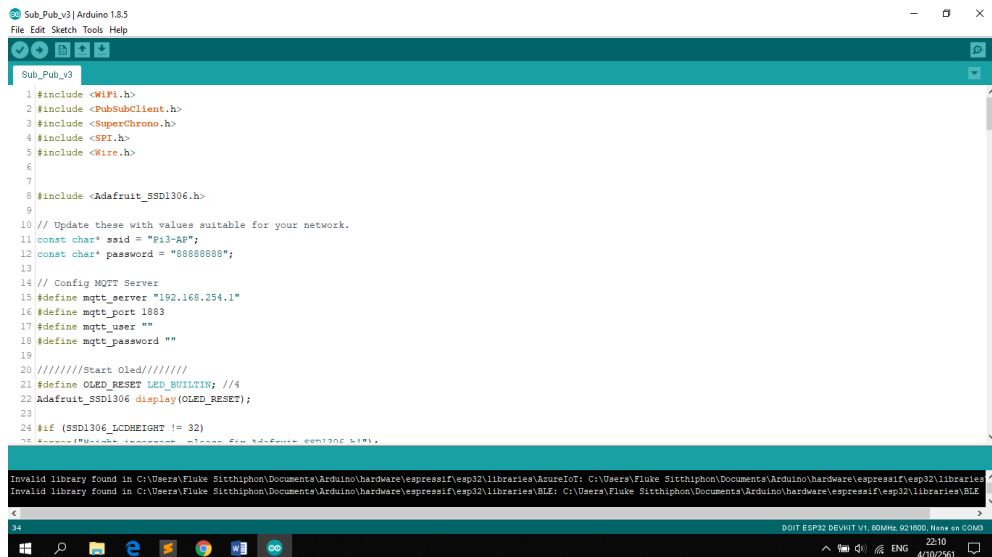 Sub_Pub_v3 | Arduino 1.8.5
File Edit Sketch Tools Help
Sub_Pub_v3
1 #include <WiFi.h>
2 #include <PubSubClient.h>
3 #include <SuperChrono.h>
4 #include <SPI.h>
5 #include <Wire.h>
6
7
8 #include <Adafruit_SSD1306.h>
9
10 // Update these with values suitable for your network.
11 const char* ssid = "Pi3-AP";
12 const char* password = "88888888";
13
14 // Config MQTT Server
15 #define mqtt_server "192.168.254.1"
16 #define mqtt_port 1883
17 #define mqtt_user ""
18 #define mqtt_password ""
19
20 ////////Start Oled////////
21 #define OLED_RESET LED_BUILTIN; //4
22 Adafruit_SSD1306 display(OLED_RESET);
23
24 #if (SSD1306_LCDHEIGHT != 32)
25 #error("Height incorrect, please fix Adafruit_SSD1306.h!");
Invalid library found in C:\Users\Fluke Sitthiphon\Documents\Arduino\hardware\espressif\esp32\libraries\AzureIoT: C:\Users\Fluke Sitthiphon\Documents\Arduino\hardware\espressif\esp32\libraries
Invalid library found in C:\Users\Fluke Sitthiphon\Documents\Arduino\hardware\espressif\esp32\libraries\BLE: C:\Users\Fluke Sitthiphon\Documents\Arduino\hardware\espressif\esp32\libraries\BLE
34 DOIT ESP32 DEVKIT V1, 80MHz, 921600, None on COM3
ENG 22:10
4/10/2561